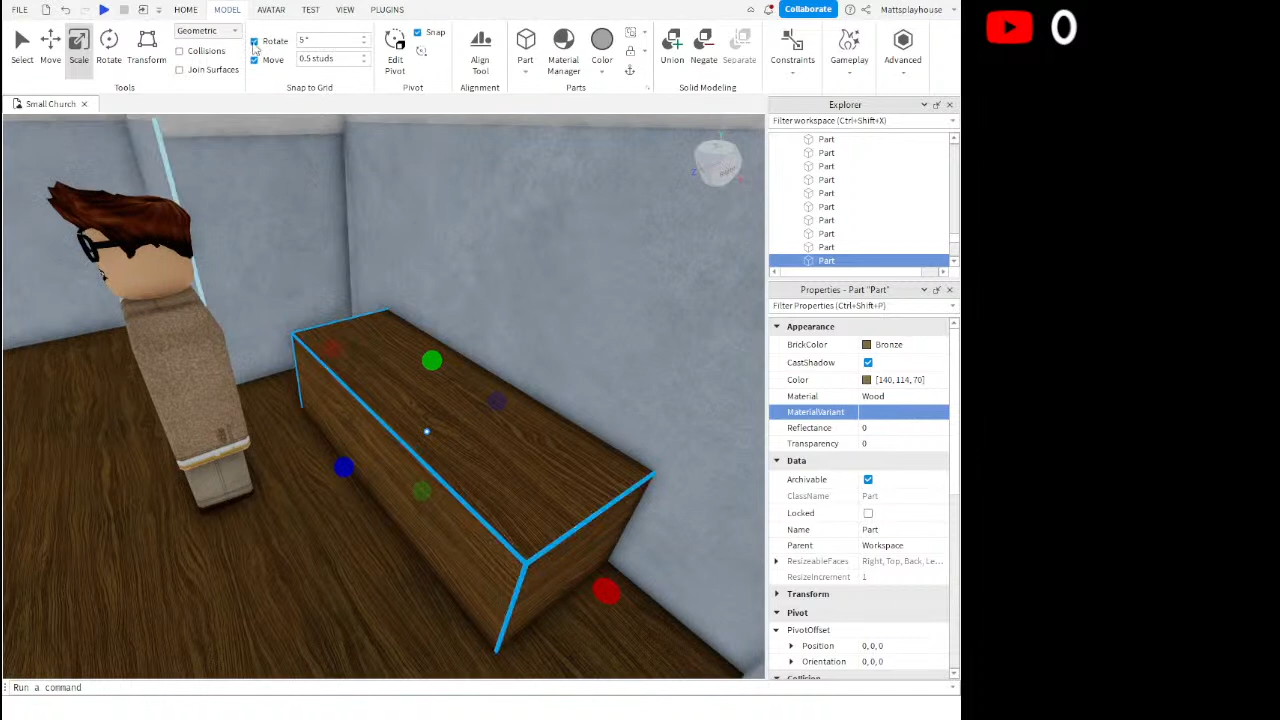 FILE HOME MODEL AVATAR TEST VIEW PLUGINS Collaborate Mattsplayhouse
0
Select Move Scale Rotate Transform
Geometric
Collisions
Join Surfaces
Tools
Rotate 5 °
Move 0.5 studs
Snap to Grid
Edit
Pivot
Snap
Pivot
Align
Tool
Alignment
Part
Material
Manager
Color
Parts
Union Negate Separate
Solid Modeling
Constraints Gameplay Advanced
Small Church
Explorer
Filter workspace (Ctrl+Shift+X)
Part
Part
Part
Part
Part
Part
Part
Part
Part
Part
Properties - Part "Part"
Filter Properties (Ctrl+Shift+P)
Appearance
BrickColor Bronze
CastShadow
Color [140, 114, 70]
Material Wood
MaterialVariant
Reflectance 0
Transparency 0
Data
Archivable
ClassName Part
Locked
Name Part
Parent Workspace
ResizeableFaces Right, Top, Back, Le...
ResizeIncrement 1
Transform
Pivot
PivotOffset
Position 0, 0, 0
Orientation 0, 0, 0
Collision
Right
Y
Z
Run a command